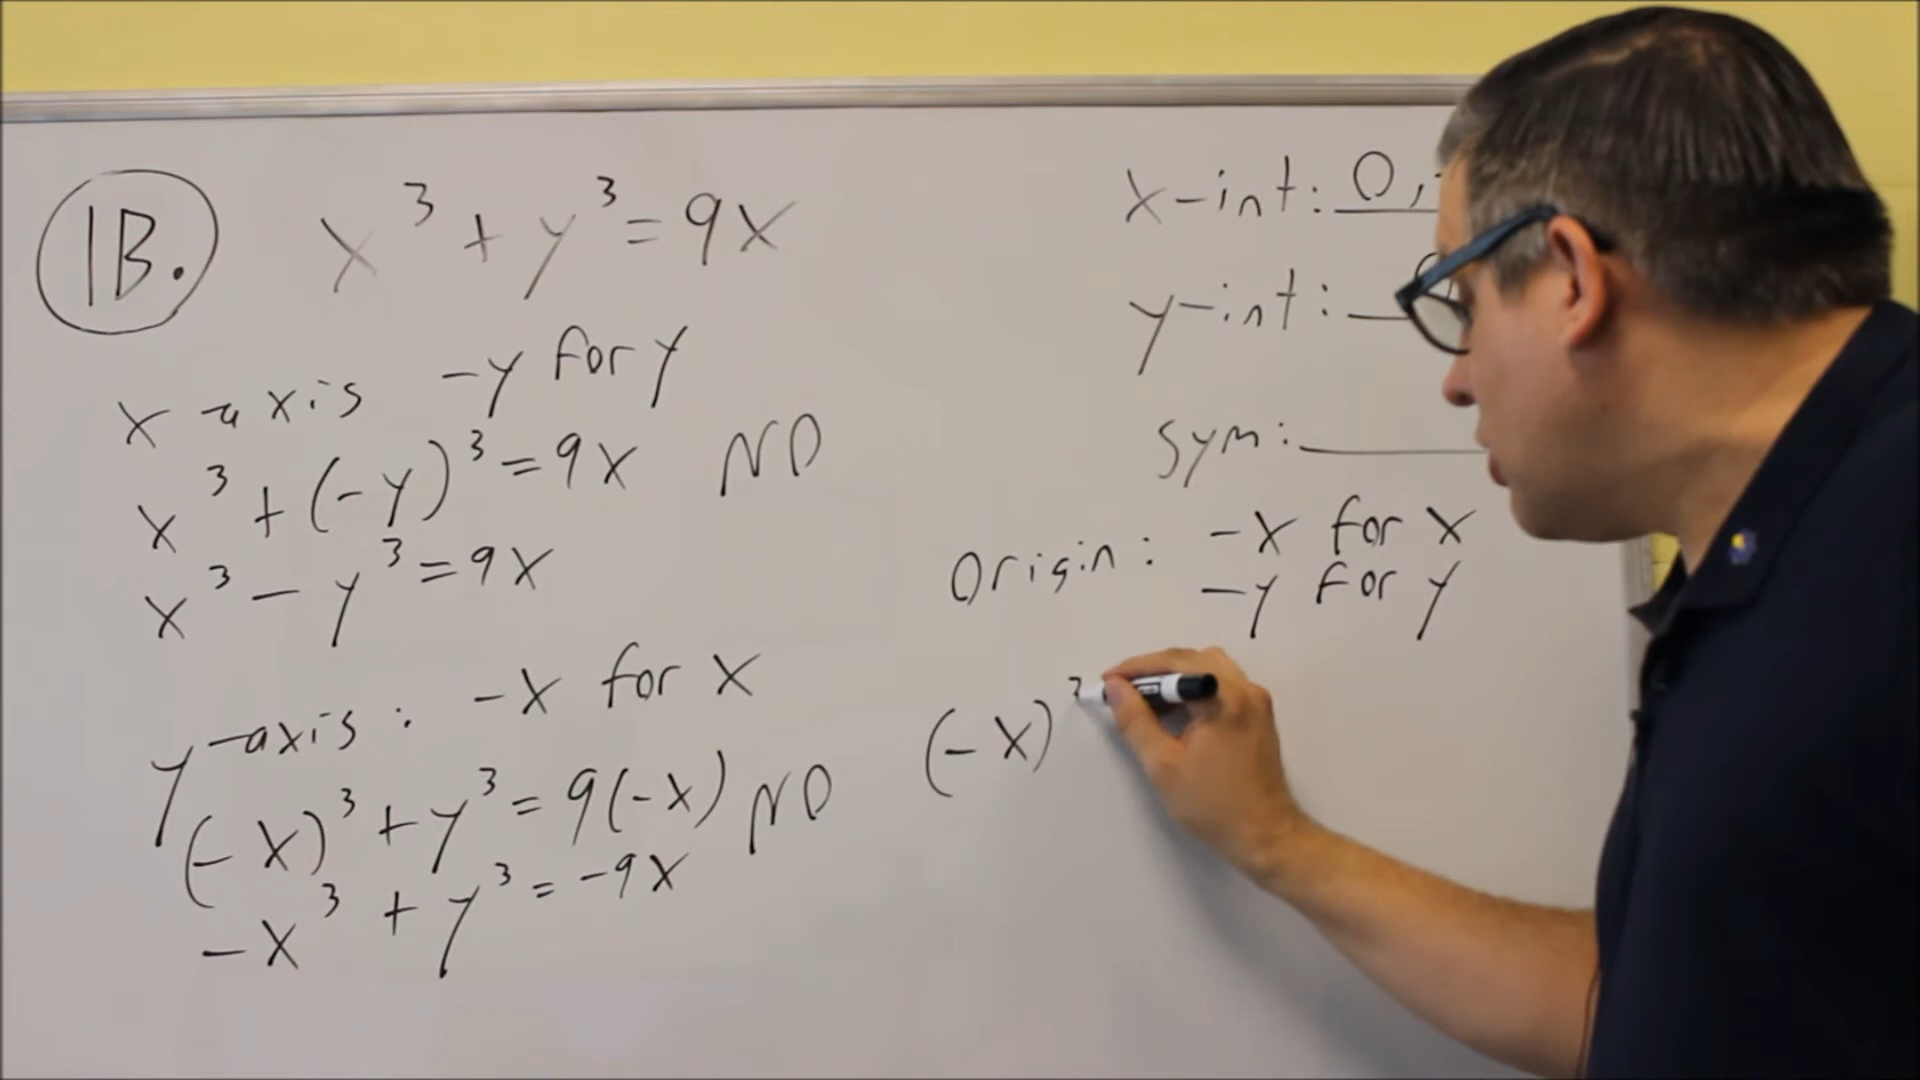 1B. x³ + y³ = 9x
x-axis -y for y
x³ + (-y)³ = 9x NO
x³ - y³ = 9x
y-axis: -x for x
(-x)³ + y³ = 9(-x) NO
-x³ + y³ = -9x
x-int: 0,
y-int:
sym:
Origin: -x for x
-y for y
(-x)³